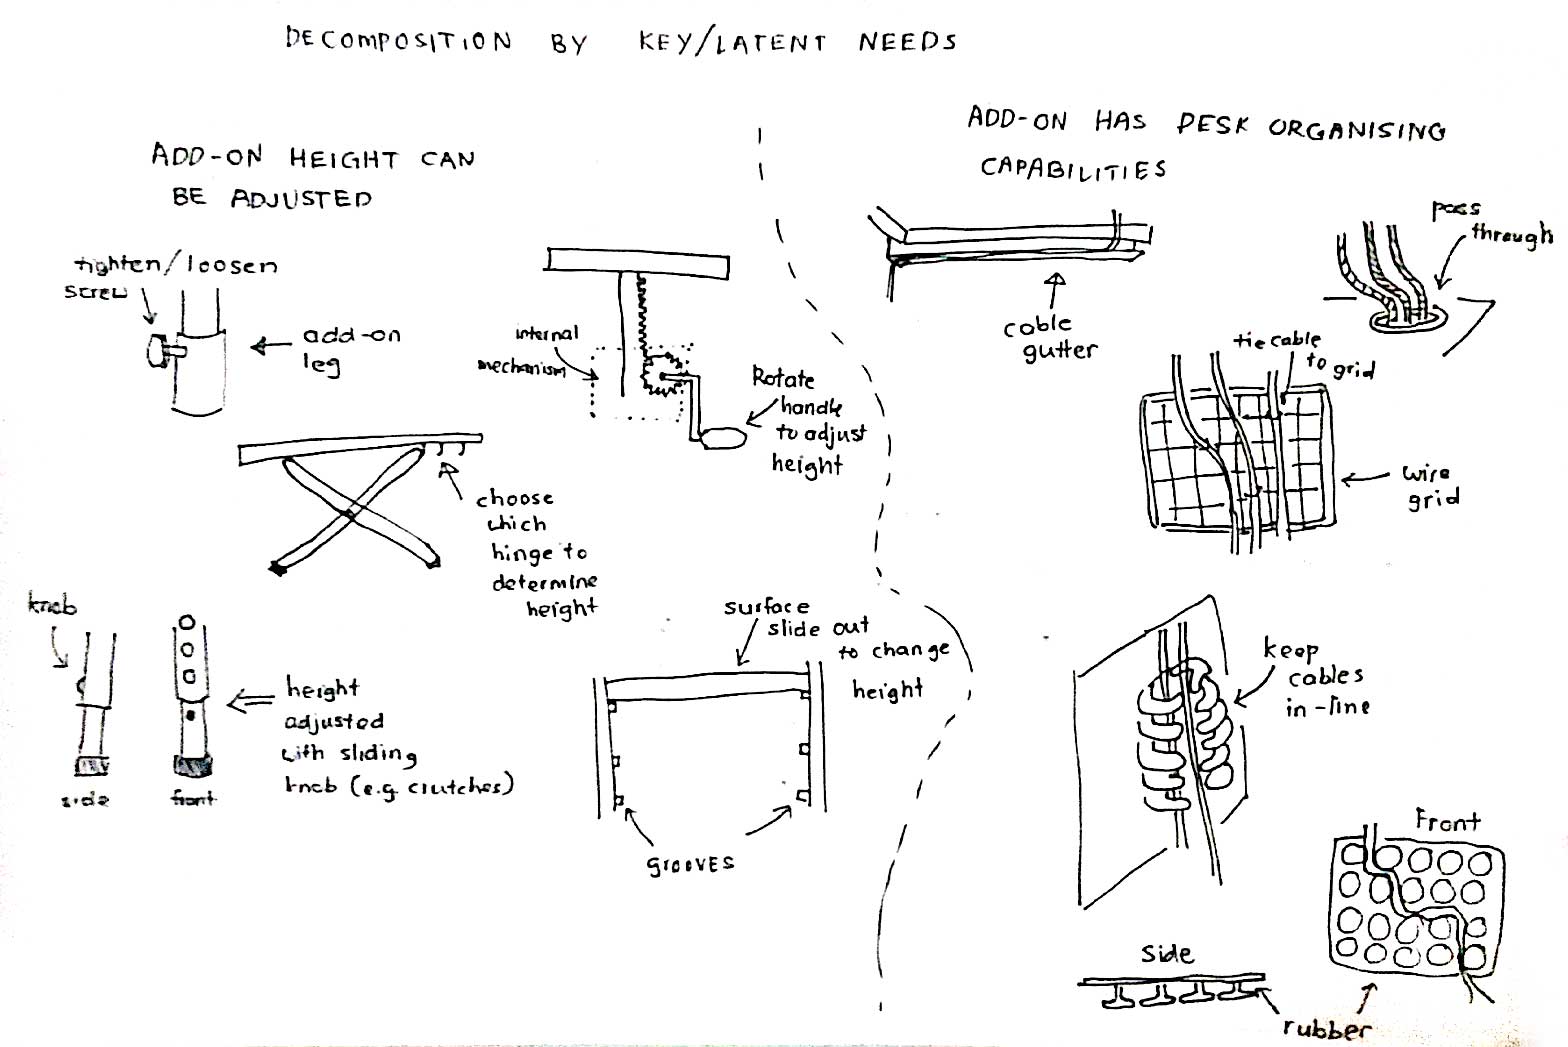 DECOMPOSITION BY KEY/LATENT NEEDS
ADD-ON HEIGHT CAN
BE ADJUSTED
tighten/loosen
screw
add-on
leg
internal
mechanism
Rotate
handle
to adjust
height
choose
which
hinge to
determine
height
knob
side
front
height
adjusted
with sliding
knob (e.g. clutches)
surface
slide out
to change
height
grooves
ADD-ON HAS DESK ORGANISING
CAPABILITIES
cable
gutter
pass
through
tie cable
to
grid
wire
grid
keep
cables
in-line
Front
Side
rubber